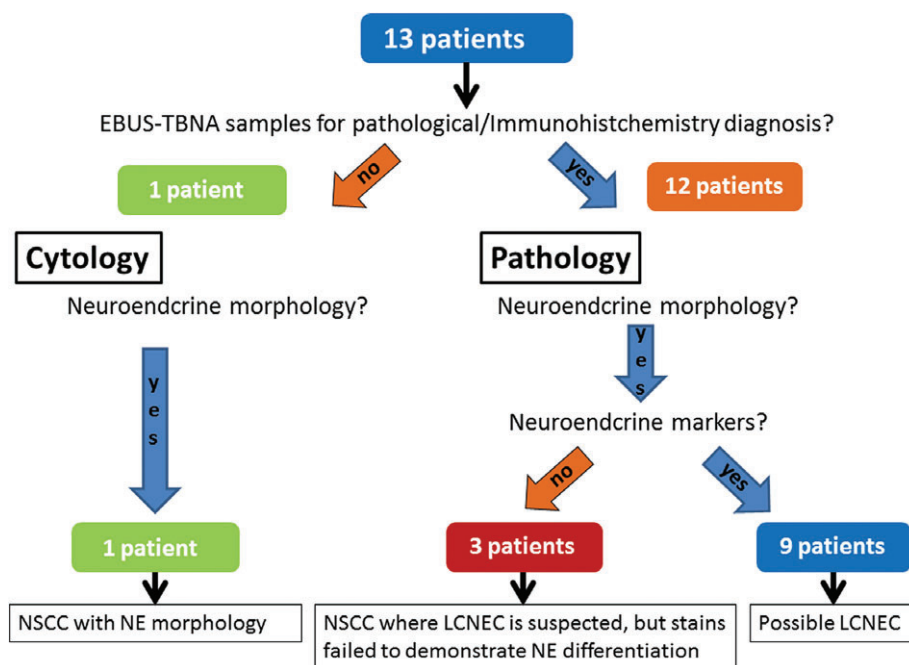 13 patients
EBUS-TBNA samples for pathological/Immunohistchemistry diagnosis?
no
yes
1 patient
12 patients
Cytology
Pathology
Neuroendcrine morphology?
Neuroendcrine morphology?
yes
yes
Neuroendcrine markers?
no
yes
1 patient
3 patients
9 patients
NSCC with NE morphology
NSCC where LCNEC is suspected, but stains
failed to demonstrate NE differentiation
Possible LCNEC